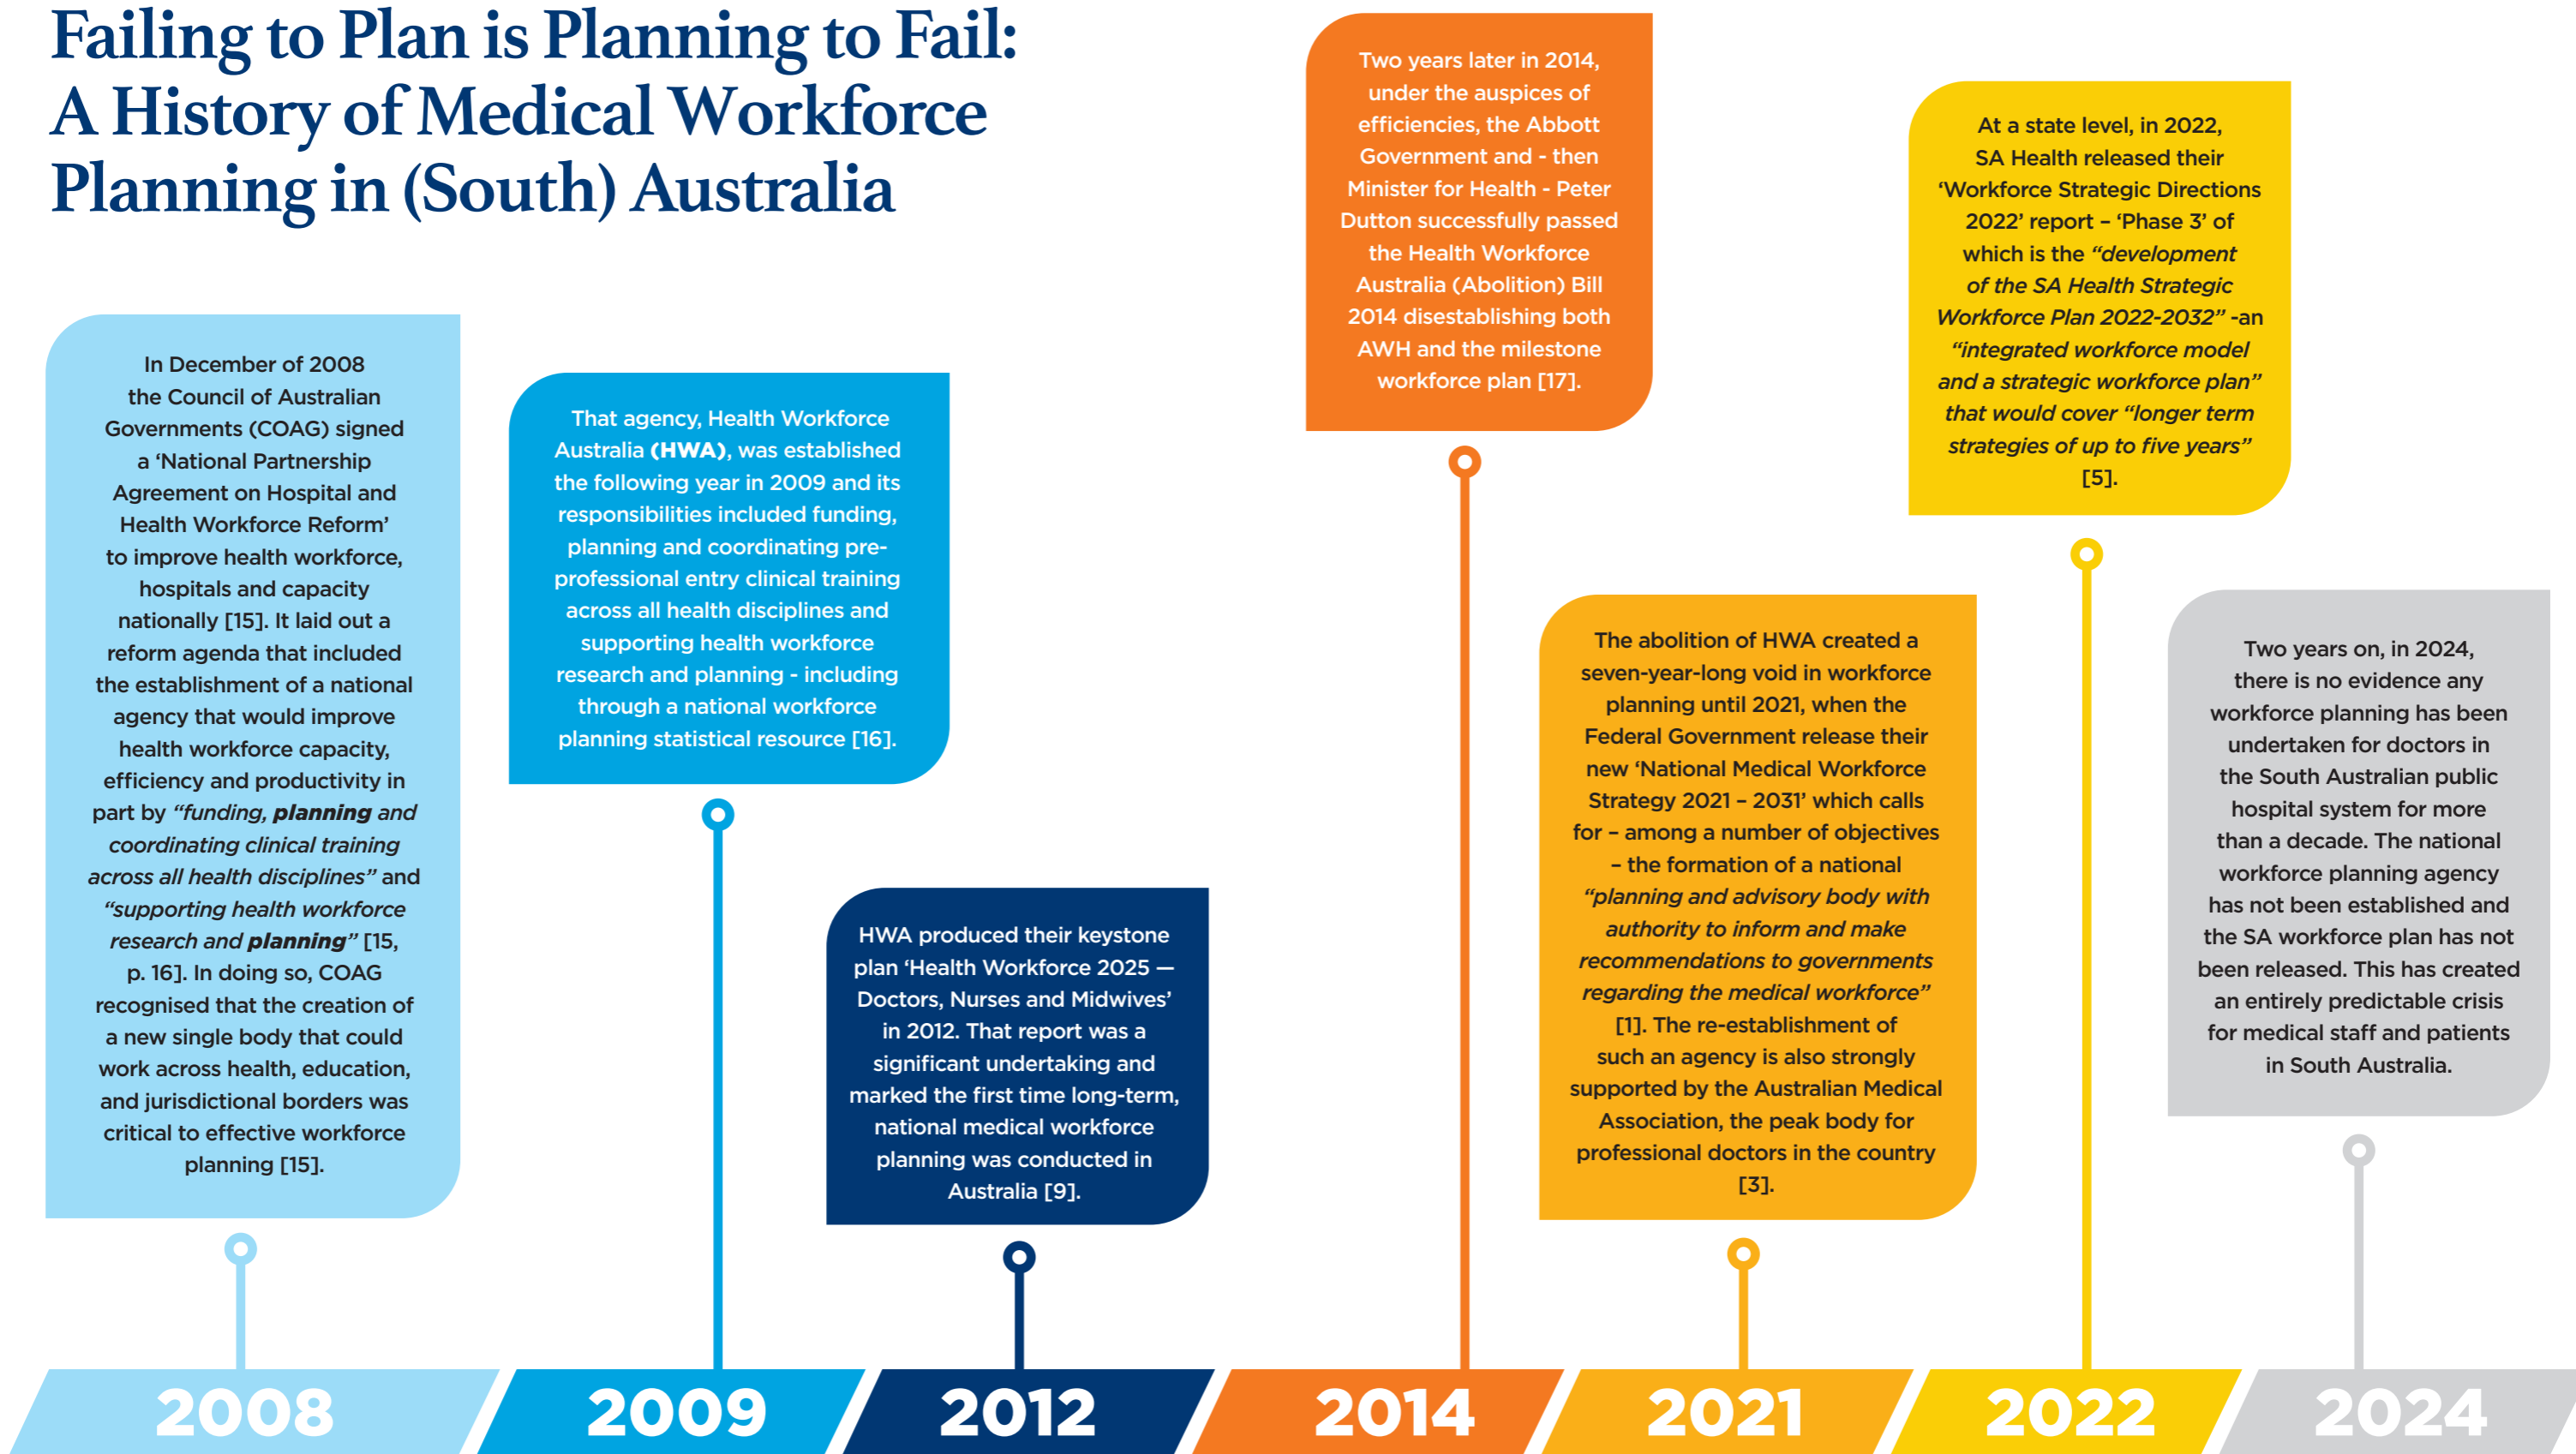 Failing to Plan is Planning to Fail:
A History of Medical Workforce
Planning in (South) Australia
In December of 2008
the Council of Australian
Governments (COAG) signed
a ‘National Partnership
Agreement on Hospital and
Health Workforce Reform’
to improve health workforce,
hospitals and capacity
nationally [15]. It laid out a
reform agenda that included
the establishment of a national
agency that would improve
health workforce capacity,
efficiency and productivity in
part by “funding, planning and
coordinating clinical training
across all health disciplines” and
“supporting health workforce
research and planning” [15,
p. 16]. In doing so, COAG
recognised that the creation of
a new single body that could
work across health, education,
and jurisdictional borders was
critical to effective workforce
planning [15].
That agency, Health Workforce
Australia (HWA), was established
the following year in 2009 and its
responsibilities included funding,
planning and coordinating pre-
professional entry clinical training
across all health disciplines and
supporting health workforce
research and planning - including
through a national workforce
planning statistical resource [16].
HWA produced their keystone
plan ‘Health Workforce 2025 —
Doctors, Nurses and Midwives’
in 2012. That report was a
significant undertaking and
marked the first time long-term,
national medical workforce
planning was conducted in
Australia [9].
Two years later in 2014,
under the auspices of
efficiencies, the Abbott
Government and - then
Minister for Health - Peter
Dutton successfully passed
the Health Workforce
Australia (Abolition) Bill
2014 disestablishing both
AWH and the milestone
workforce plan [17].
The abolition of HWA created a
seven-year-long void in workforce
planning until 2021, when the
Federal Government release their
new ‘National Medical Workforce
Strategy 2021 – 2031’ which calls
for – among a number of objectives
– the formation of a national
“planning and advisory body with
authority to inform and make
recommendations to governments
regarding the medical workforce”
[1]. The re-establishment of
such an agency is also strongly
supported by the Australian Medical
Association, the peak body for
professional doctors in the country
[3].
At a state level, in 2022,
SA Health released their
‘Workforce Strategic Directions
2022’ report – ‘Phase 3’ of
which is the “development
of the SA Health Strategic
Workforce Plan 2022-2032” -an
“integrated workforce model
and a strategic workforce plan”
that would cover “longer term
strategies of up to five years”
[5].
Two years on, in 2024,
there is no evidence any
workforce planning has been
undertaken for doctors in
the South Australian public
hospital system for more
than a decade. The national
workforce planning agency
has not been established and
the SA workforce plan has not
been released. This has created
an entirely predictable crisis
for medical staff and patients
in South Australia.
2008
2009
2012
2014
2021
2022
2024